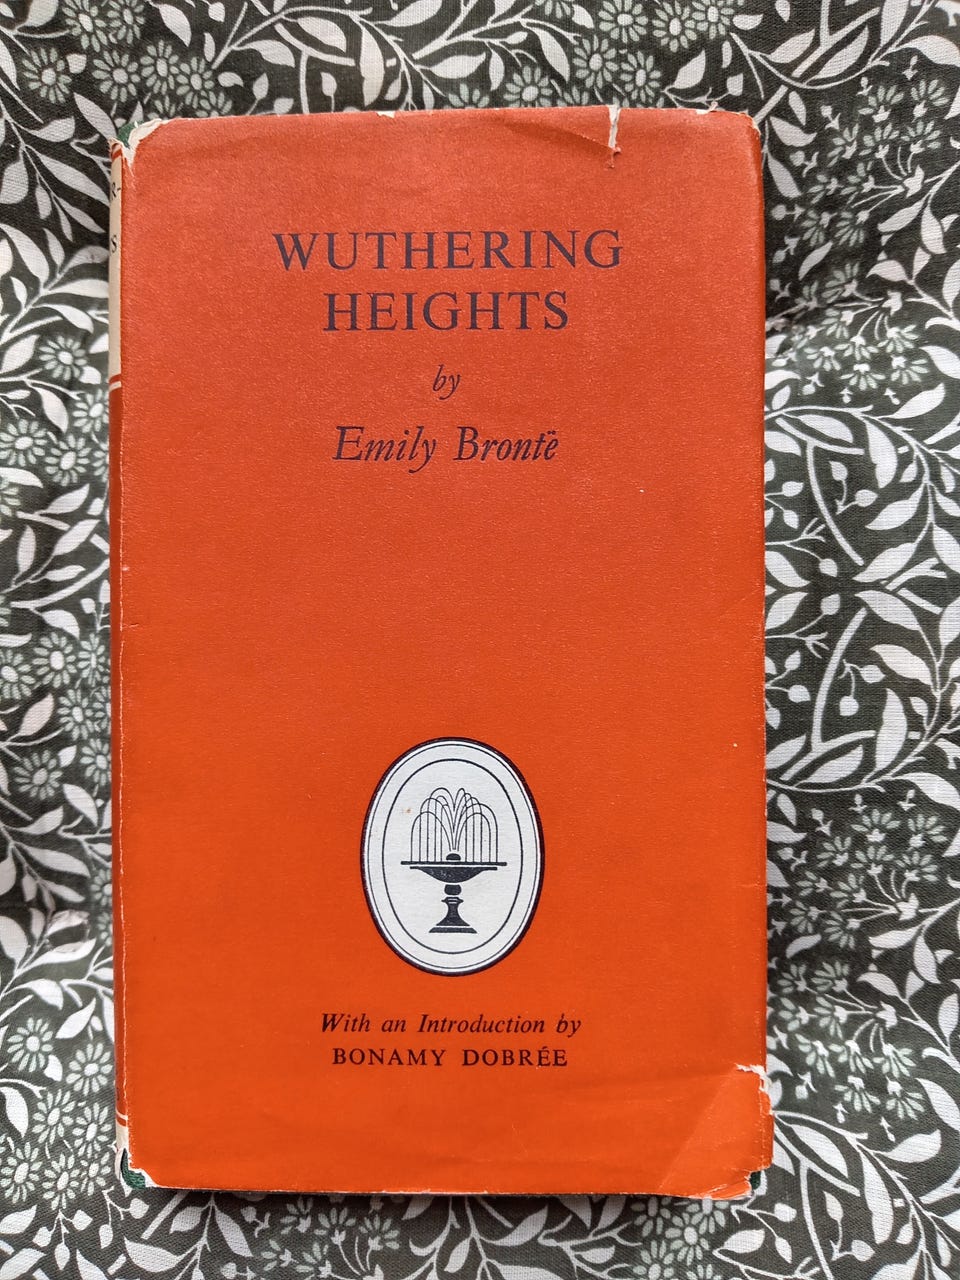 WUTHERING
HEIGHTS
by
Emily Brontë
With an Introduction by
BONAMY DOBRÉE